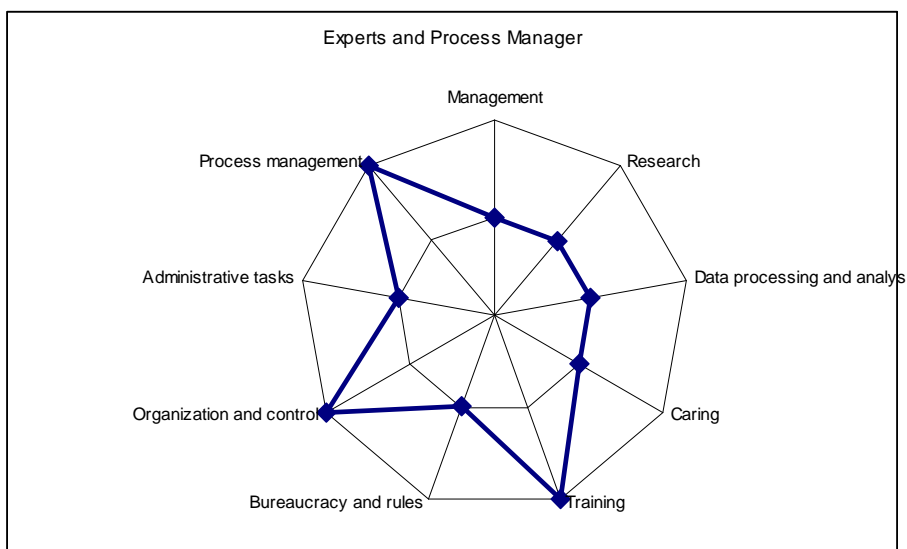 Experts and Process Manager
Management
Process management
Research
Administrative tasks
Data processing and analys
Organization and control
Caring
Bureaucracy and rules
Training